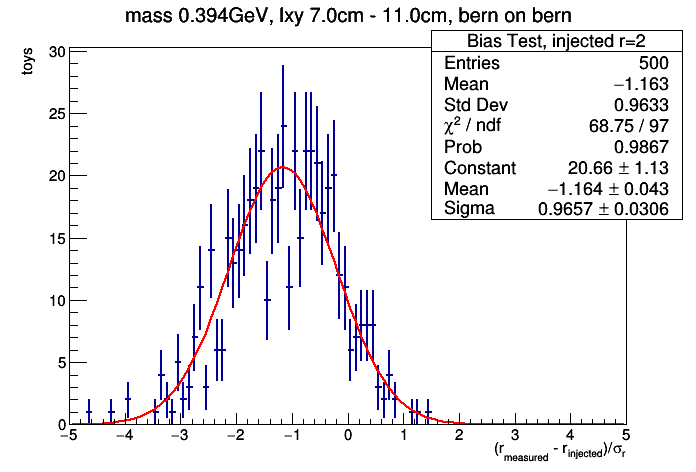 mass 0.394GeV, lxy 7.0cm - 11.0cm, bern on bern
Bias Test, injected r=2
Entries 500
Mean −1.163
Std Dev 0.9633
χ² / ndf 68.75 / 97
Prob 0.9867
Constant 20.66 ± 1.13
Mean −1.164 ± 0.043
Sigma 0.9657 ± 0.0306
toys
30
25
20
15
10
5
0
−5 −4 −3 −2 −1 0 1 2 3 4 5
(r_measured - r_injected)/σ_r